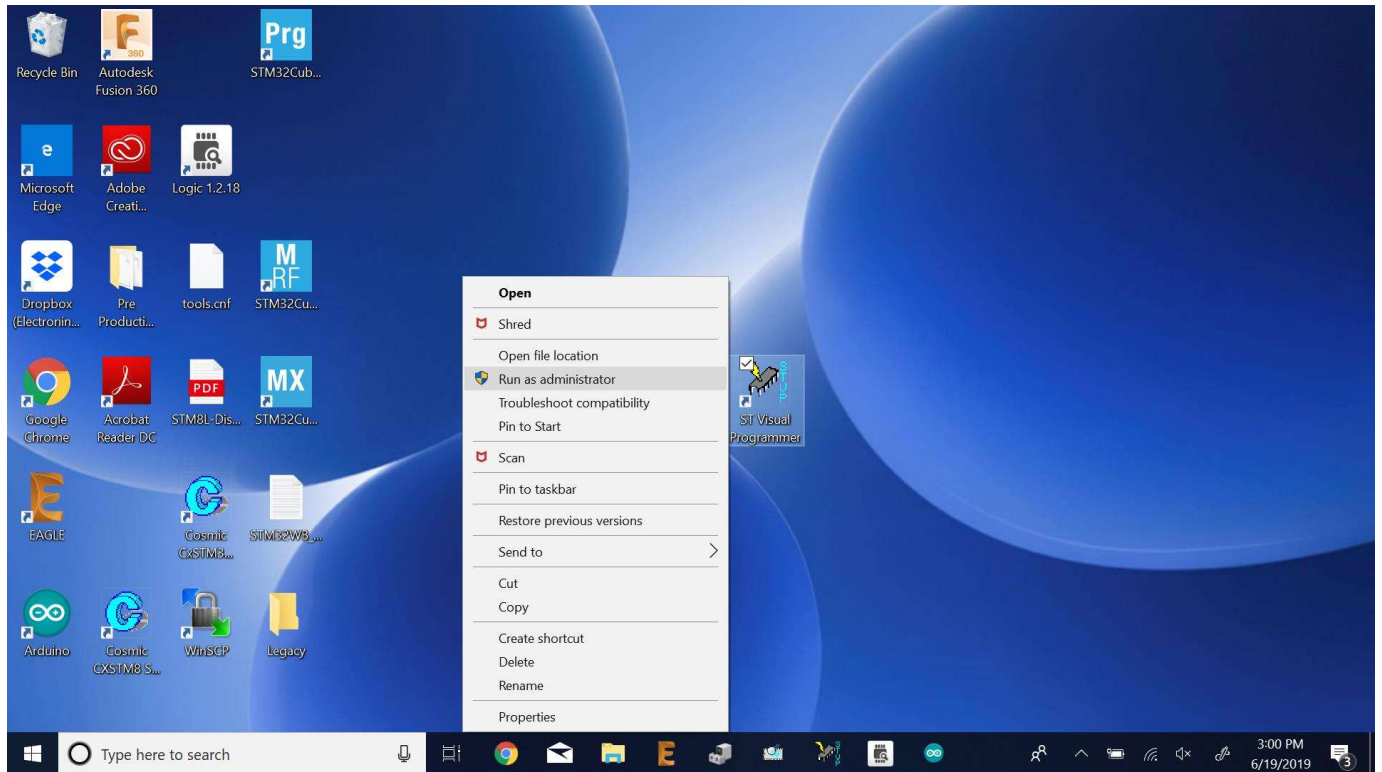 Prg
360
Recycle Bin
Autodesk
Fusion 360
STM32Cub...
e
Microsoft
Edge
Adobe
Creati...
Logic 1.2.18
M
RF
Dropbox
(Electronin...
Pre
Producti...
tools.cnf
STM32Cu...
PDF
MX
Google
Chrome
Acrobat
Reader DC
STM8L-Dis...
STM32Cu...
EAGLE
Cosmic
CxSTM8...
STM32WB_...
Arduino
Cosmic
CXSTM8 S...
WinSCP
Legacy
Open
Shred
Open file location
Run as administrator
Troubleshoot compatibility
Pin to Start
Scan
Pin to taskbar
Restore previous versions
Send to
Cut
Copy
Create shortcut
Delete
Rename
Properties
STVP
ST Visual
Programmer
Type here to search
3:00 PM
6/19/2019
3